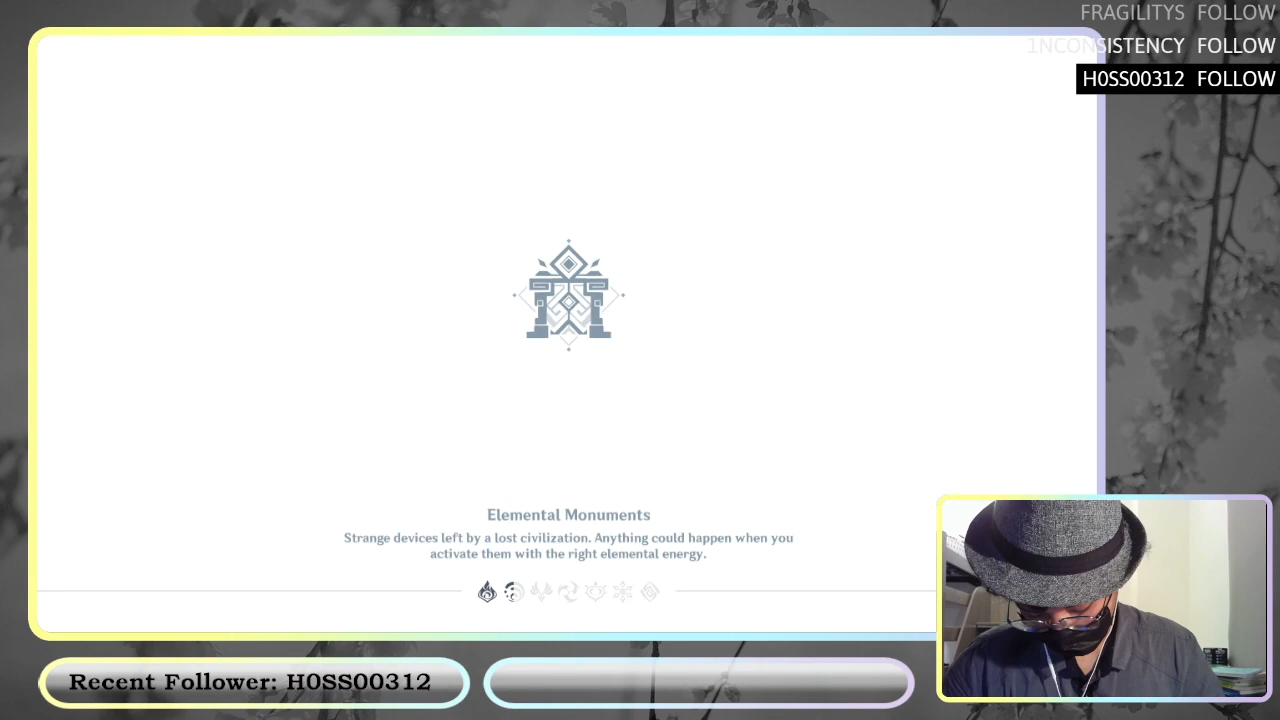 FRAGILITYS FOLLOW
1NCONSISTENCY FOLLOW
H0SS00312 FOLLOW
Elemental Monuments
Strange devices left by a lost civilization. Anything could happen when you
activate them with the right elemental energy.
Recent Follower: H0SS00312